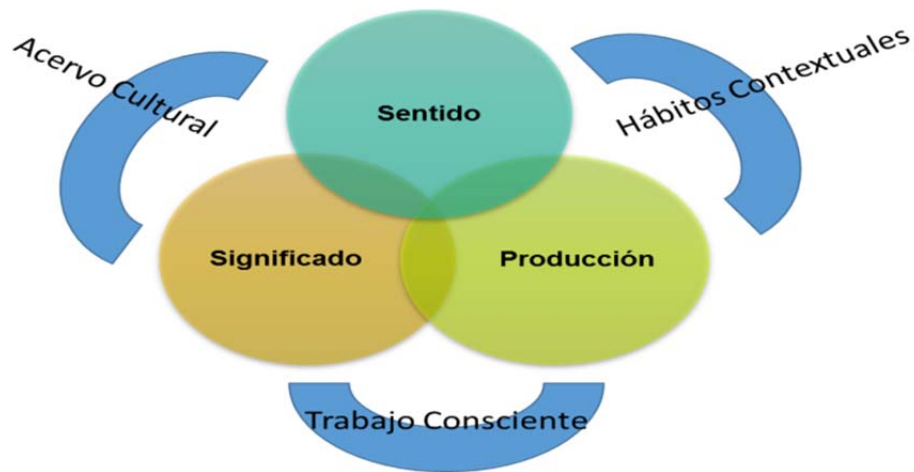 Acervo Cultural
Hábitos Contextuales
Sentido
Significado
Producción
Trabajo Consciente